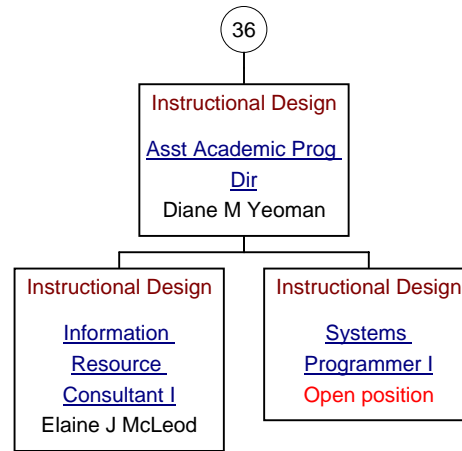 36
Instructional Design
Asst Academic Prog
Dir
Diane M Yeoman
Instructional Design
Information
Resource
Consultant I
Elaine J McLeod
Instructional Design
Systems
Programmer I
Open position